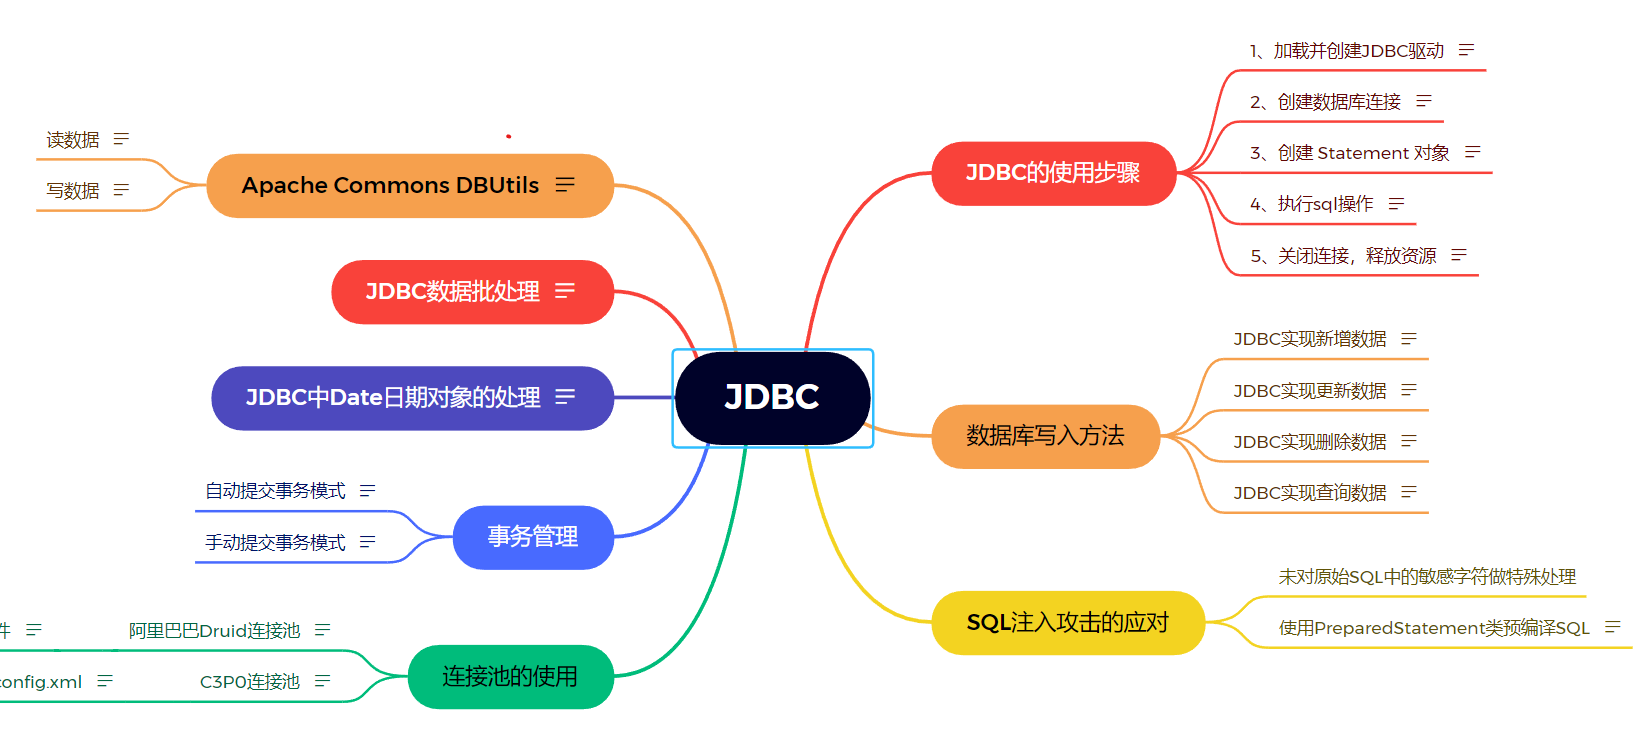 JDBC
JDBC的使用步骤
1、加载并创建JDBC驱动
2、创建数据库连接
3、创建 Statement 对象
4、执行sql操作
5、关闭连接，释放资源
数据库写入方法
JDBC实现新增数据
JDBC实现更新数据
JDBC实现删除数据
JDBC实现查询数据
SQL注入攻击的应对
未对原始SQL中的敏感字符做特殊处理
使用PreparedStatement类预编译SQL
Apache Commons DBUtils
读数据
写数据
JDBC数据批处理
JDBC中Date日期对象的处理
事务管理
自动提交事务模式
手动提交事务模式
连接池的使用
阿里巴巴Druid连接池
件
C3P0连接池
config.xml